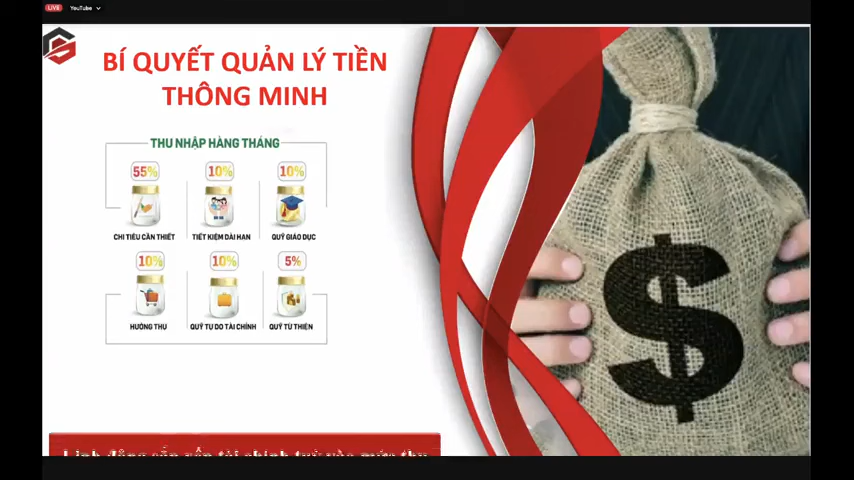 LIVE YouTube
BÍ QUYẾT QUẢN LÝ TIỀN
THÔNG MINH
THU NHẬP HÀNG THÁNG
55% 10% 10%
CHI TIÊU CẦN THIẾT TIẾT KIỆM DÀI HẠN QUỸ GIÁO DỤC
10% 10% 5%
HƯỞNG THỤ QUỸ TỰ DO TÀI CHÍNH QUỸ TỪ THIỆN
$